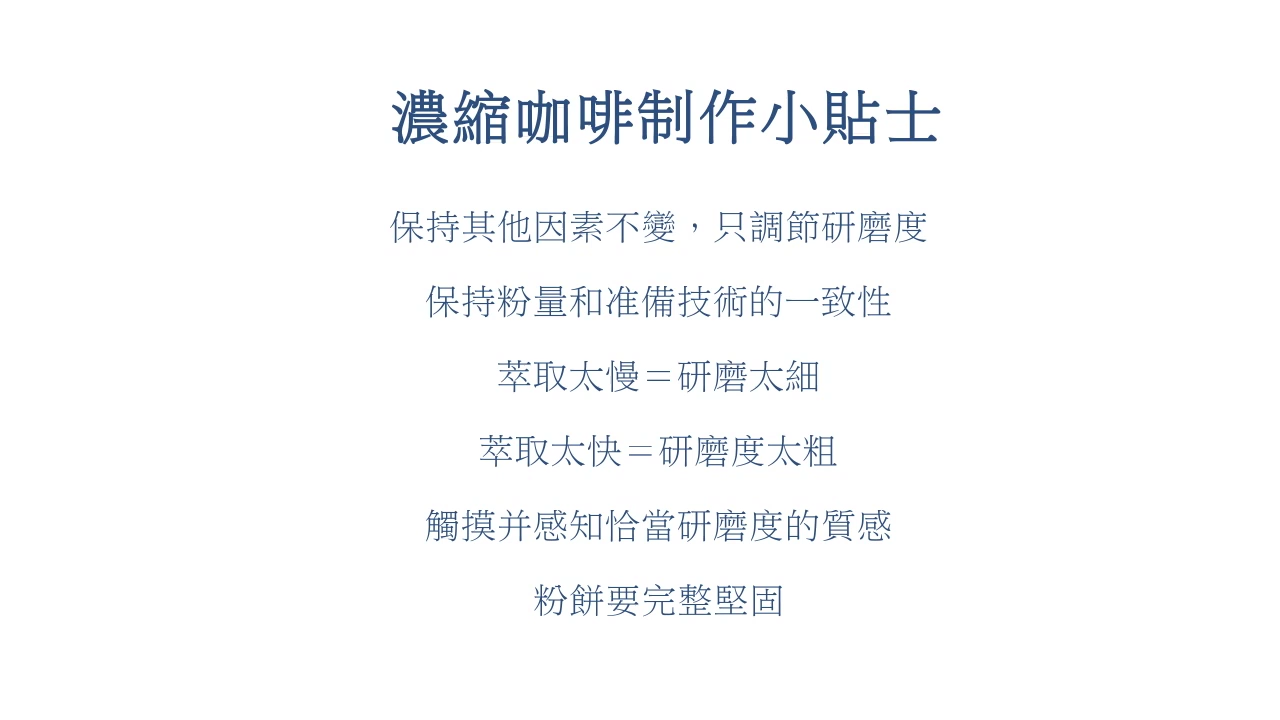 濃縮咖啡制作小貼士
保持其他因素不變，只調節研磨度
保持粉量和准備技術的一致性
萃取太慢＝研磨太細
萃取太快＝研磨度太粗
觸摸并感知恰當研磨度的質感
粉餅要完整堅固